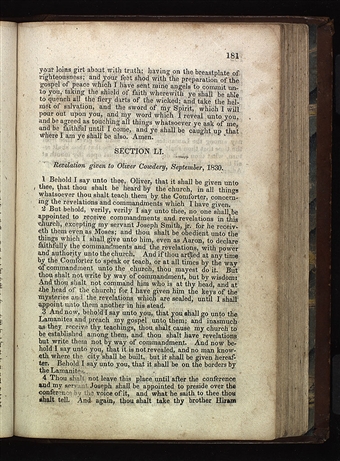 181
your loins girt about with truth; having on the breastplate of
righteousness; and your feet shod with the preparation of the
gospel of peace which I have sent mine angels to commit un-
to you, taking the shield of faith wherewith ye shall be able
to quench all the fiery darts of the wicked; and take the hel-
met of salvation, and the sword of my Spirit, which I will
pour out upon you, and my word which I reveal unto you,
and be agreed as touching all things whatsoever ye ask of me,
and be faithful until I come, and ye shall be caught up that
where I am ye shall be also. Amen.
SECTION LI.
Revelation given to Oliver Cowdery, September, 1830.
1 Behold I say unto thee, Oliver, that it shall be given unto
thee, that thou shalt be heard by the church, in all things
whatsoever thou shalt teach them by the Comforter, concern-
ing the revelations and commandments which I have given.
2 But behold, verily, verily I say unto thee, no one shall be
appointed to receive commandments and revelations in this
church, excepting my servant Joseph Smith, jr. for he receiv-
eth them even as Moses; and thou shalt be obedient unto the
things which I shall give unto him, even as Aaron, to declare
faithfully the commandments and the revelations, with power
and authority unto the church. And if thou art led at any time
by the Comforter to speak or teach, or at all times by the way
of commandment unto the church, thou mayest do it. But
thou shalt not write by way of commandment, but by wisdom:
And thou shalt not command him who is at thy head, and at
the head of the church; for I have given him the keys of the
mysteries and the revelations which are sealed, until I shall
appoint unto them another in his stead.
3 And now, behold I say unto you, that you shall go unto the
Lamanites and preach my gospel unto them; and inasmuch
as they receive thy teachings, thou shalt cause my church to
be established among them, and thou shalt have revelations
but write them not by way of commandment. And now be-
hold I say unto you, that it is not revealed, and no man know-
eth where the city shall be built, but it shall be given hereaf-
ter. Behold I say unto you, that it shall be on the borders by
the Lamanites.
4 Thou shalt not leave this place until after the conference
and my servant Joseph shall be appointed to preside over the
conference by the voice of it, and what he saith to thee thou
shalt tell. And again, thou shalt take thy brother Hiram